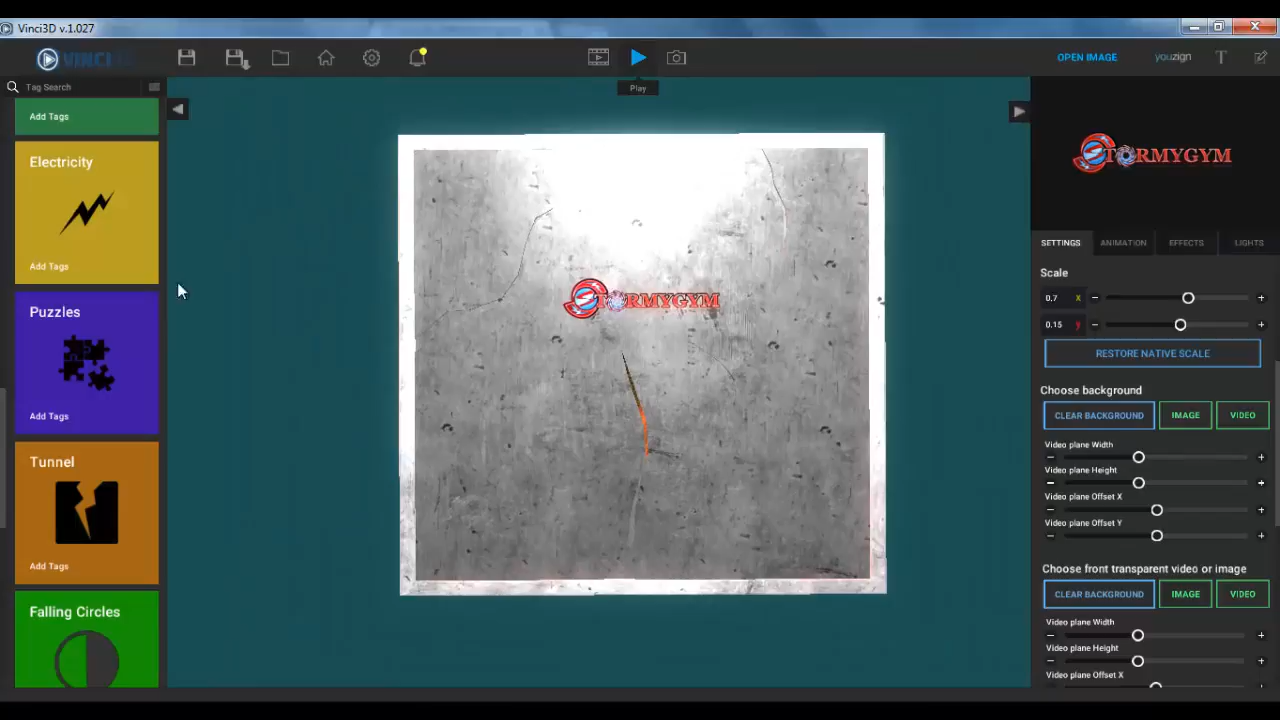 Vinci3D v.1.027
VINCI3D
OPEN IMAGE
youzign
T
Tag Search
Play
Add Tags
Electricity
Add Tags
Puzzles
Add Tags
Tunnel
Add Tags
Falling Circles
STORMYGYM
STORMYGYM
SETTINGS ANIMATION EFFECTS LIGHTS
Scale
0.7 x
0.15 y
RESTORE NATIVE SCALE
Choose background
CLEAR BACKGROUND IMAGE VIDEO
Video plane Width
Video plane Height
Video plane Offset X
Video plane Offset Y
Choose front transparent video or image
CLEAR BACKGROUND IMAGE VIDEO
Video plane Width
Video plane Height
Video plane Offset X